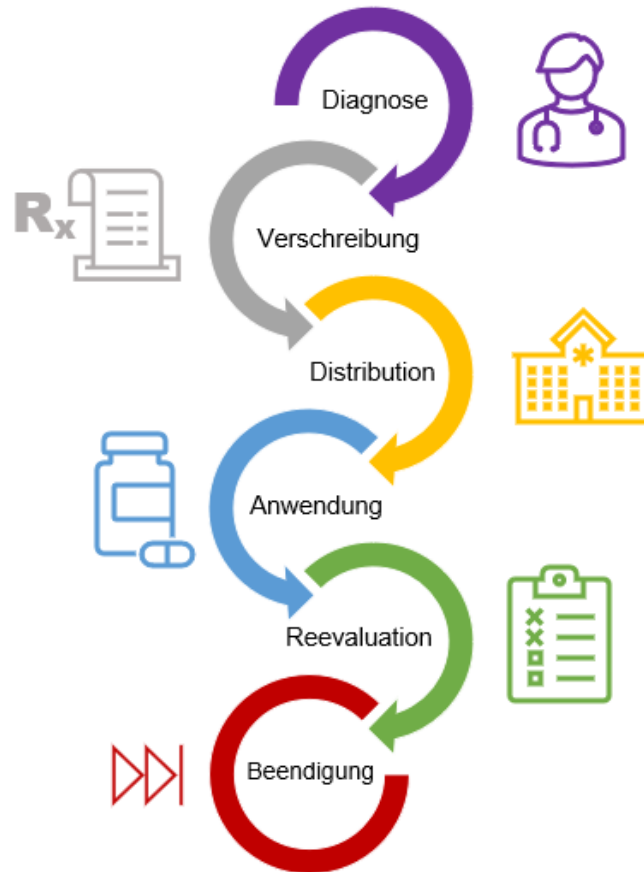 Diagnose
Rx
Verschreibung
Distribution
Anwendung
Reevaluation
Beendigung